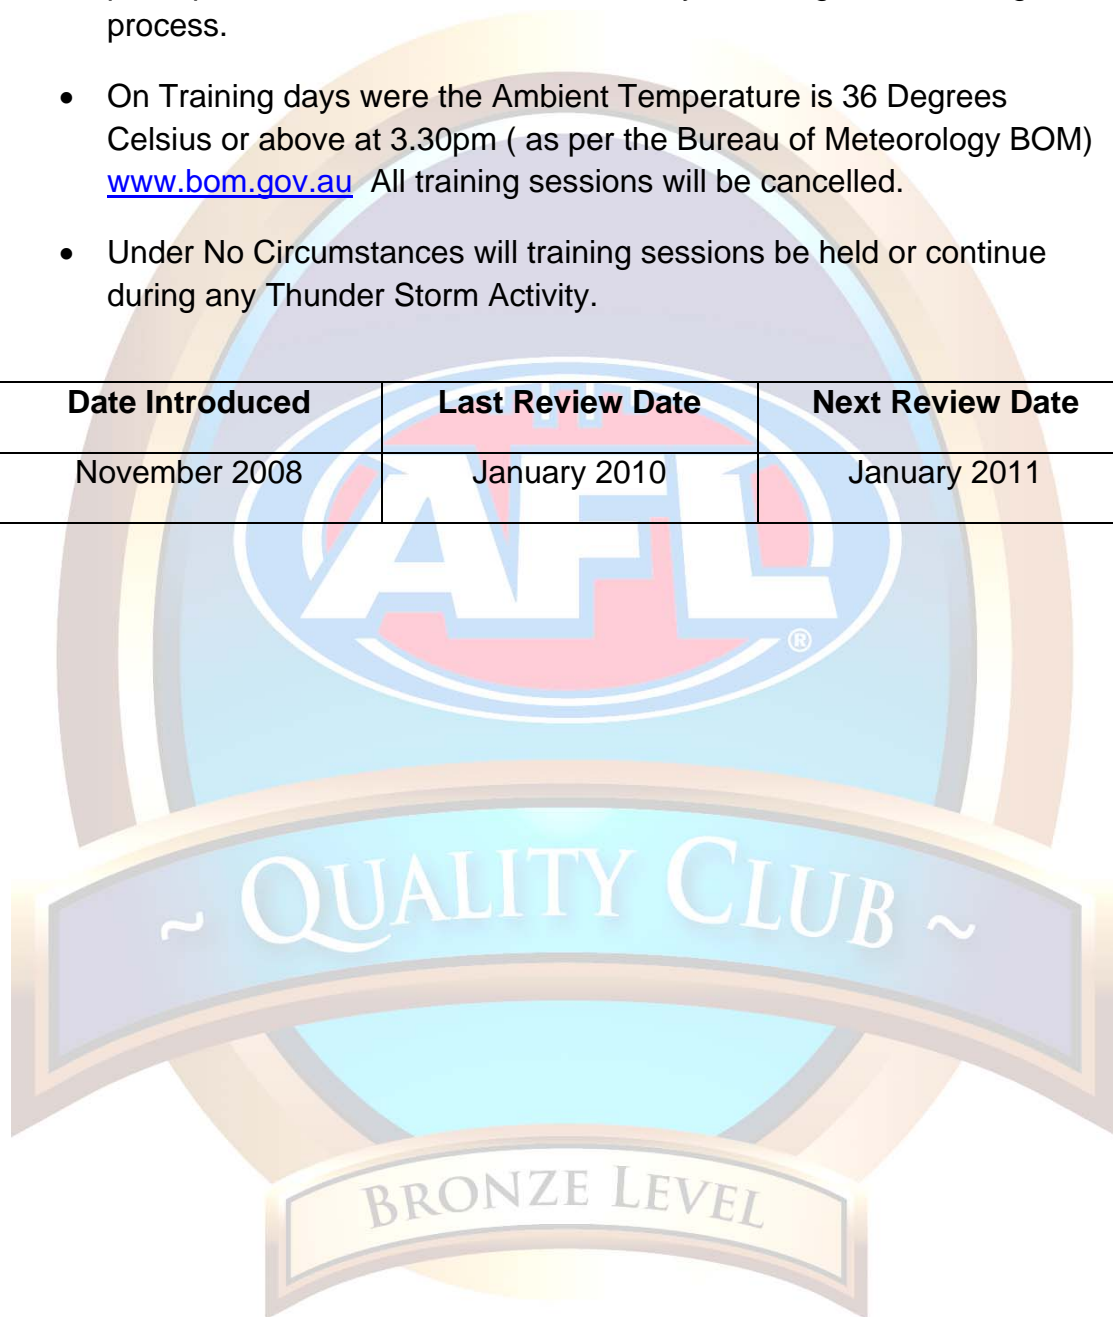 process.
• On Training days were the Ambient Temperature is 36 Degrees
Celsius or above at 3.30pm ( as per the Bureau of Meteorology BOM)
www.bom.gov.au All training sessions will be cancelled.
• Under No Circumstances will training sessions be held or continue
during any Thunder Storm Activity.
Date Introduced Last Review Date Next Review Date
November 2008 January 2010 January 2011
AFL
®
~ QUALITY CLUB ~
BRONZE LEVEL